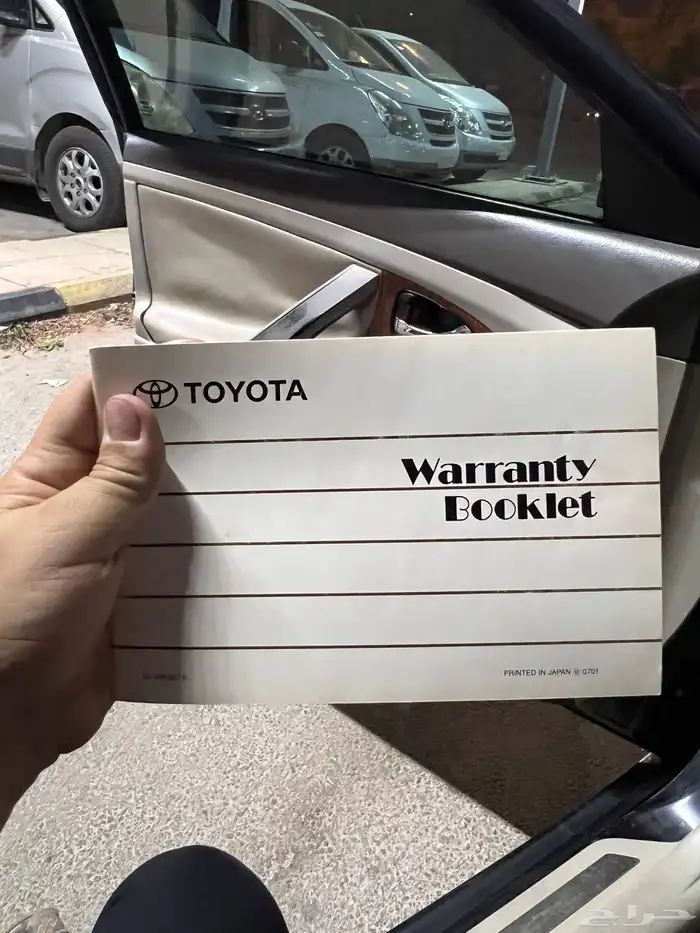 TOYOTA
Warranty
Booklet
PRINTED IN JAPAN ⓔ 0701
حراج